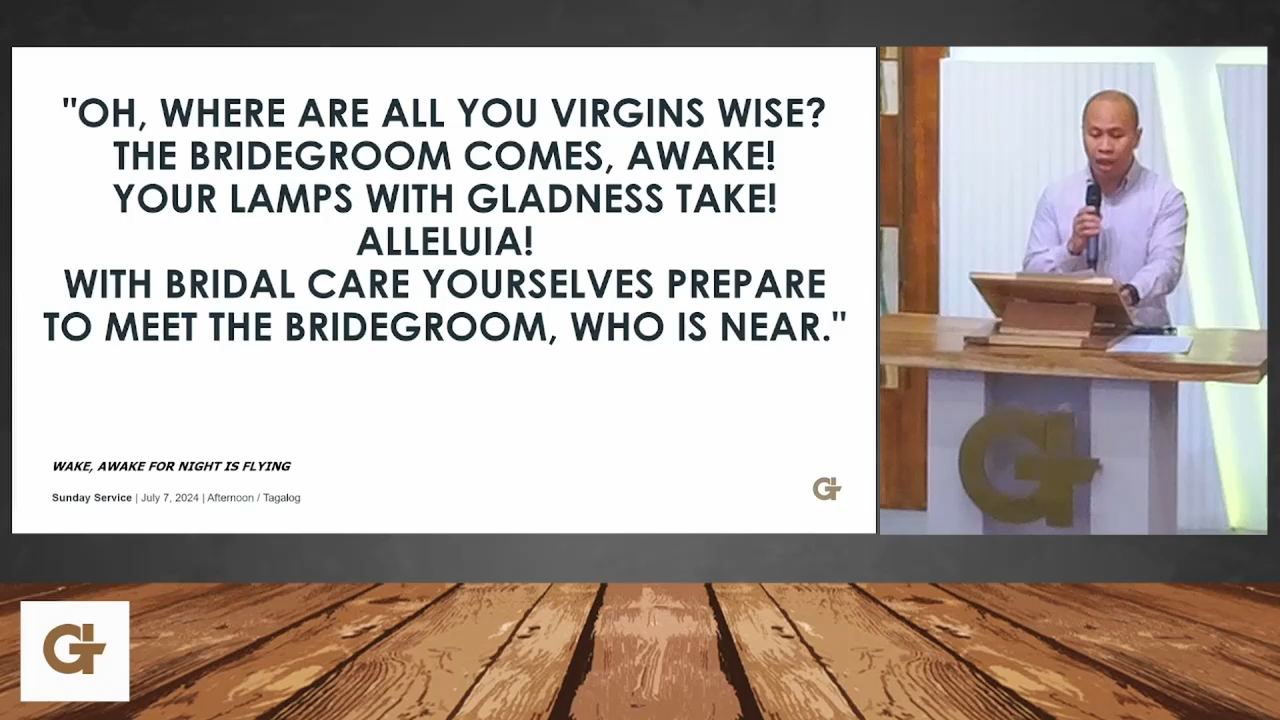 "OH, WHERE ARE ALL YOU VIRGINS WISE?
THE BRIDEGROOM COMES, AWAKE!
YOUR LAMPS WITH GLADNESS TAKE!
ALLELUIA!
WITH BRIDAL CARE YOURSELVES PREPARE
TO MEET THE BRIDEGROOM, WHO IS NEAR."
WAKE, AWAKE FOR NIGHT IS FLYING
Sunday Service | July 7, 2024 | Afternoon / Tagalog